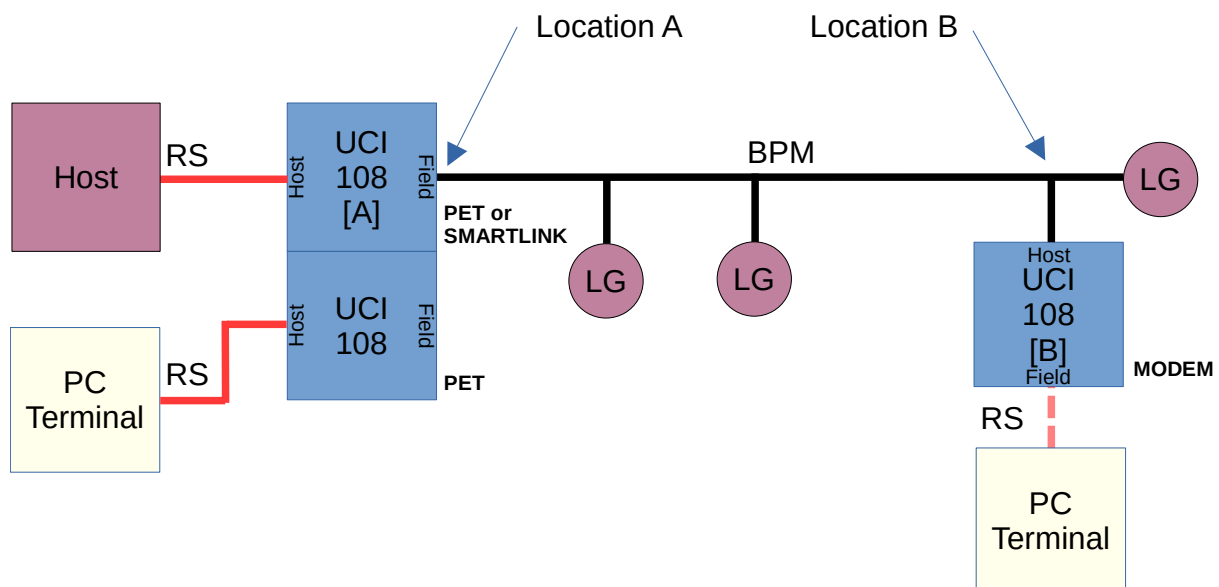 Location A
Location B
Host
RS
Host
UCI
108
[A]
Field
PET or
SMARTLINK
BPM
LG
LG
LG
PC
Terminal
RS
Host
UCI
108
Field
PET
Host
UCI
108
[B]
Field
MODEM
RS
PC
Terminal